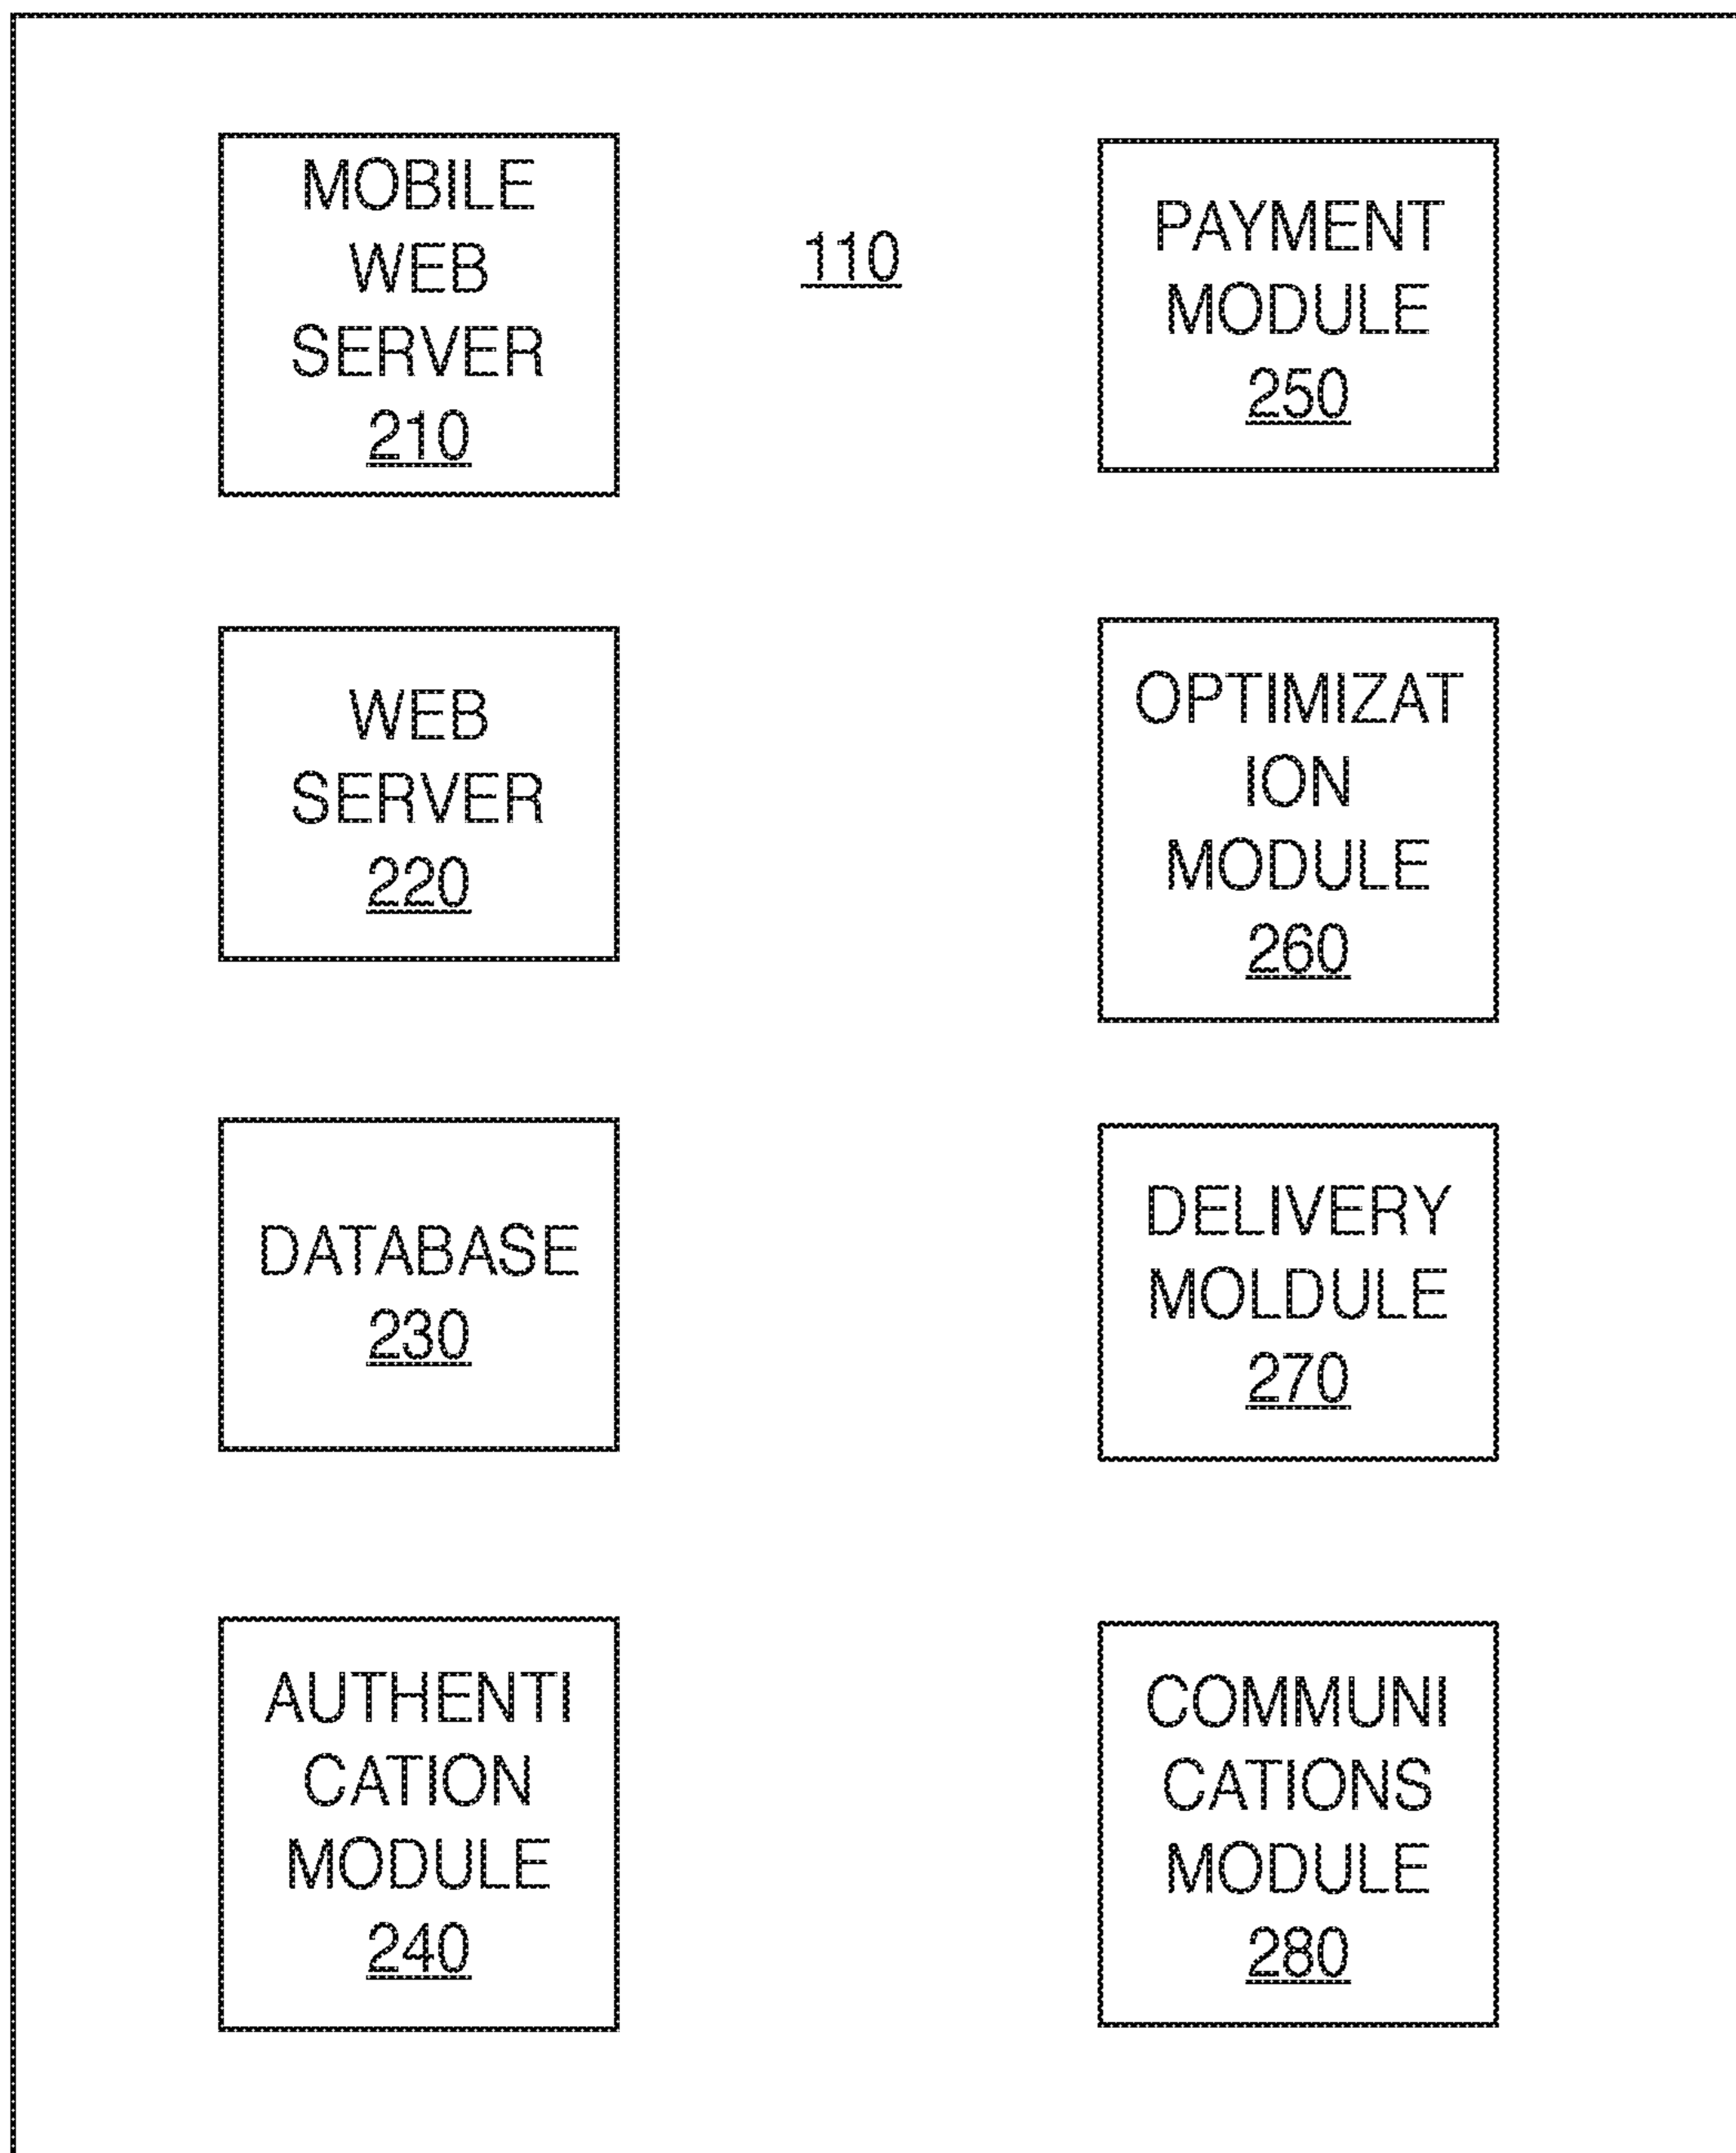 MOBILE
WEB
SERVER
210
110
PAYMENT
MODULE
250
WEB
SERVER
220
OPTIMIZAT
ION
MODULE
260
DATABASE
230
DELIVERY
MOLDULE
270
AUTHENTI
CATION
MODULE
240
COMMUNI
CATIONS
MODULE
280